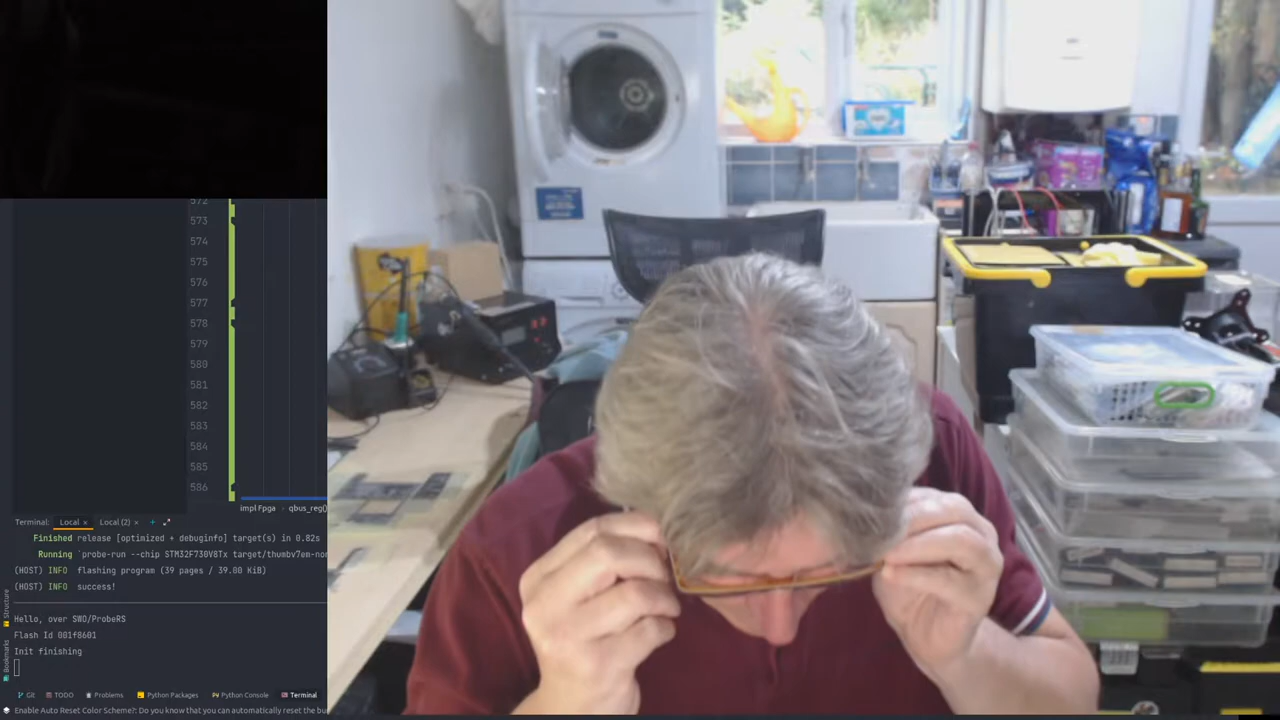 572
573
574
575
576
577
578
579
580
581
582
583
584
585
586
impl Fpga › qbus_reg()
Terminal: Local × Local (2) × +
Finished release [optimized + debuginfo] target(s) in 0.82s
Running `probe-run --chip STM32F730V8Tx target/thumbv7em-non
(HOST) INFO flashing program (39 pages / 39.00 KiB)
(HOST) INFO success!
Hello, over SWO/ProbeRS
Flash Id 001f8601
Init finishing
Structure
Bookmarks
Git TODO Problems Python Packages Python Console Terminal
Enable Auto Reset Color Scheme?: Do you know that you can automatically reset the bu